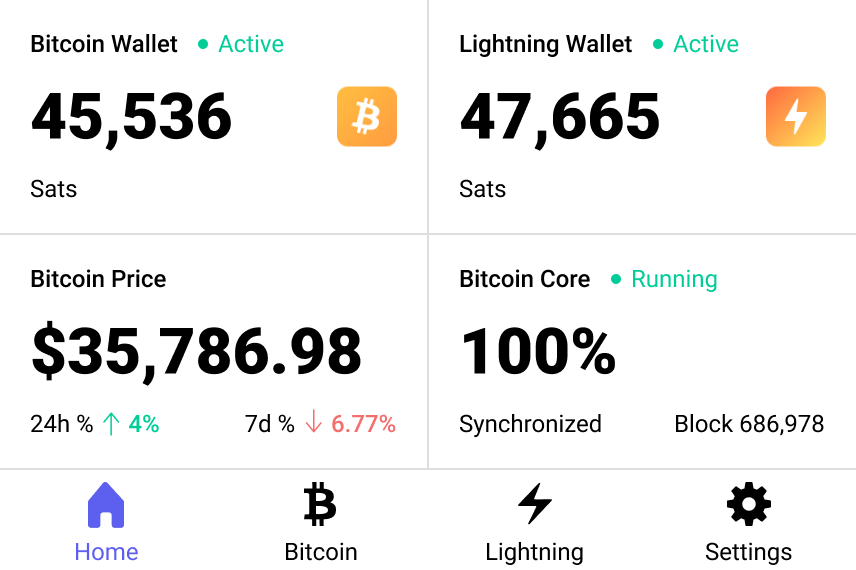 Bitcoin Wallet Active
45,536
Sats
Lightning Wallet Active
47,665
Sats
Bitcoin Price
$35,786.98
24h % ↑ 4% 7d % ↓ 6.77%
Bitcoin Core Running
100%
Synchronized Block 686,978
Home Bitcoin Lightning Settings